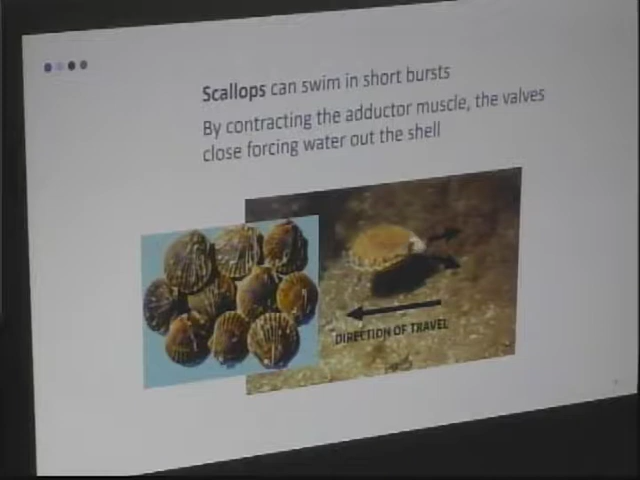 Scallops can swim in short bursts
By contracting the adductor muscle, the valves
close forcing water out the shell
DIRECTION OF TRAVEL